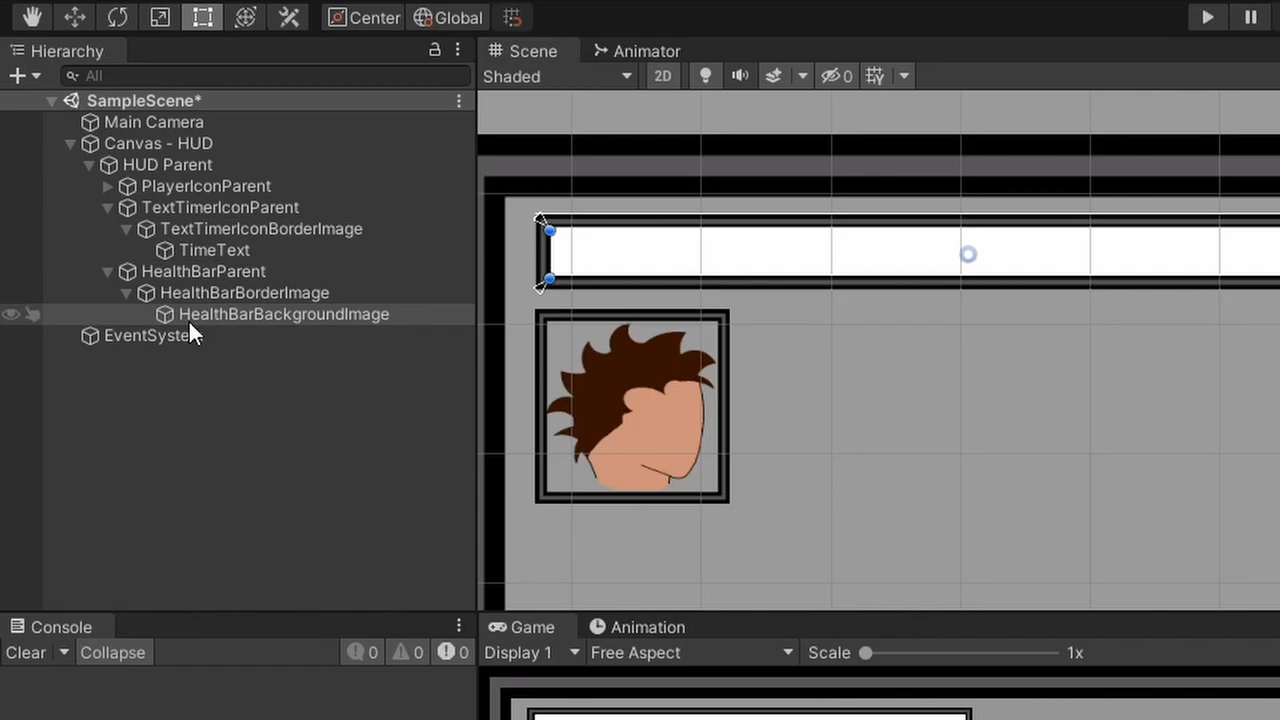 Center Global
Hierarchy
All
SampleScene*
Main Camera
Canvas - HUD
HUD Parent
PlayerIconParent
TextTimerIconParent
TextTimerIconBorderImage
TimeText
HealthBarParent
HealthBarBorderImage
HealthBarBackgroundImage
Scene Animator
Shaded 2D 0
Console
Clear Collapse 0 0 0
Game Animation
Display 1 Free Aspect Scale 1x